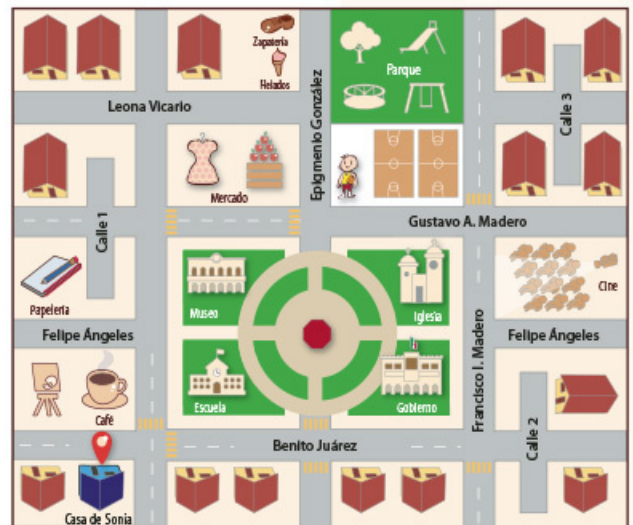 Zapatería
Helados
Parque
Leona Vicario
Epigmenio González
Calle 3
Mercado
Calle 1
Gustavo A. Madero
Papelería
Museo
Iglesia
Cine
Felipe Ángeles
Francisco I. Madero
Felipe Ángeles
Café
Escuela
Gobierno
Calle 2
Benito Juárez
Casa de Sonia